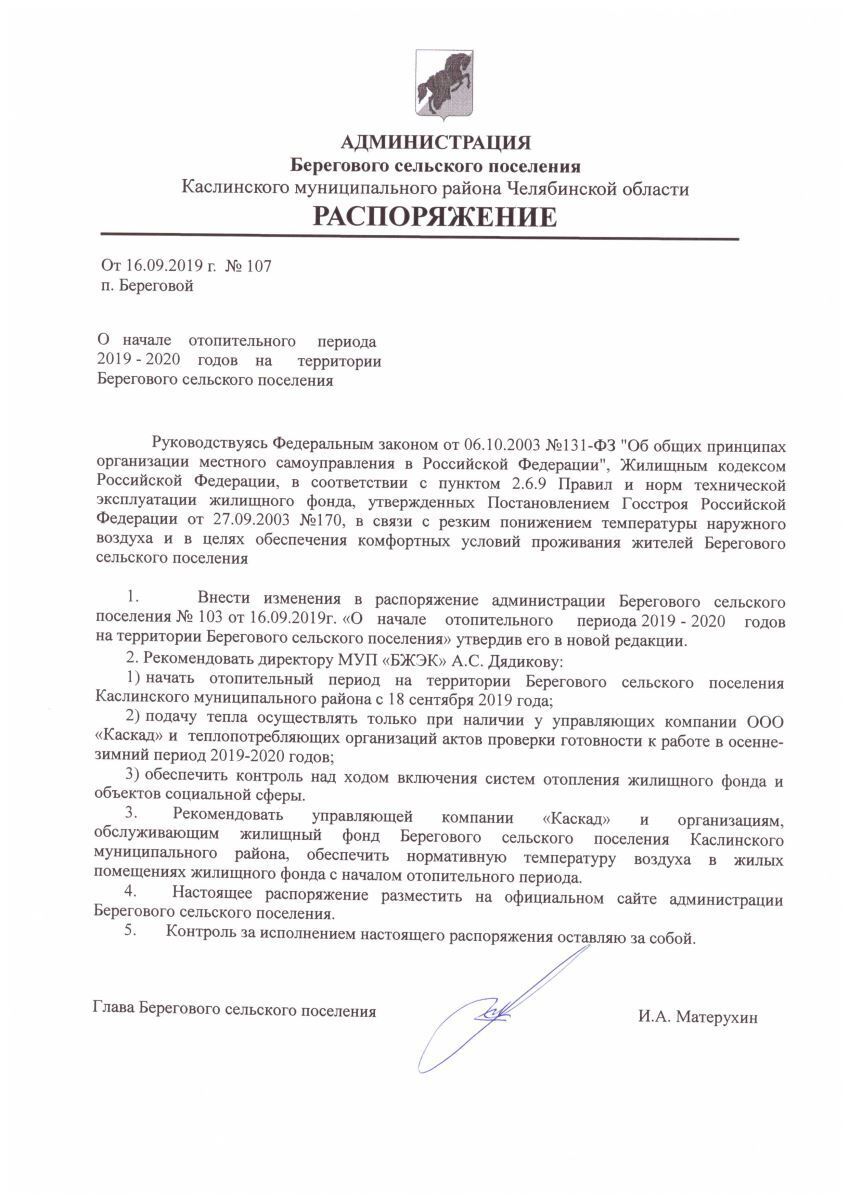 АДМИНИСТРАЦИЯ
Берегового сельского поселения
Каслинского муниципального района Челябинской области
РАСПОРЯЖЕНИЕ
От 16.09.2019 г. № 107
п. Береговой
О начале отопительного периода
2019 - 2020 годов на территории
Берегового сельского поселения
Руководствуясь Федеральным законом от 06.10.2003 №131-ФЗ "Об общих принципах
организации местного самоуправления в Российской Федерации", Жилищным кодексом
Российской Федерации, в соответствии с пунктом 2.6.9 Правил и норм технической
эксплуатации жилищного фонда, утвержденных Постановлением Госстроя Российской
Федерации от 27.09.2003 №170, в связи с резким понижением температуры наружного
воздуха и в целях обеспечения комфортных условий проживания жителей Берегового
сельского поселения
1. Внести изменения в распоряжение администрации Берегового сельского
поселения № 103 от 16.09.2019г. «О начале отопительного периода 2019 - 2020 годов
на территории Берегового сельского поселения» утвердив его в новой редакции.
2. Рекомендовать директору МУП «БЖЭК» А.С. Дядикову:
1) начать отопительный период на территории Берегового сельского поселения
Каслинского муниципального района с 18 сентября 2019 года;
2) подачу тепла осуществлять только при наличии у управляющих компании ООО
«Каскад» и теплопотребляющих организаций актов проверки готовности к работе в осенне-
зимний период 2019-2020 годов;
3) обеспечить контроль над ходом включения систем отопления жилищного фонда и
объектов социальной сферы.
3. Рекомендовать управляющей компании «Каскад» и организациям,
обслуживающим жилищный фонд Берегового сельского поселения Каслинского
муниципального района, обеспечить нормативную температуру воздуха в жилых
помещениях жилищного фонда с началом отопительного периода.
4. Настоящее распоряжение разместить на официальном сайте администрации
Берегового сельского поселения.
5. Контроль за исполнением настоящего распоряжения оставляю за собой.
Глава Берегового сельского поселения
И.А. Матерухин